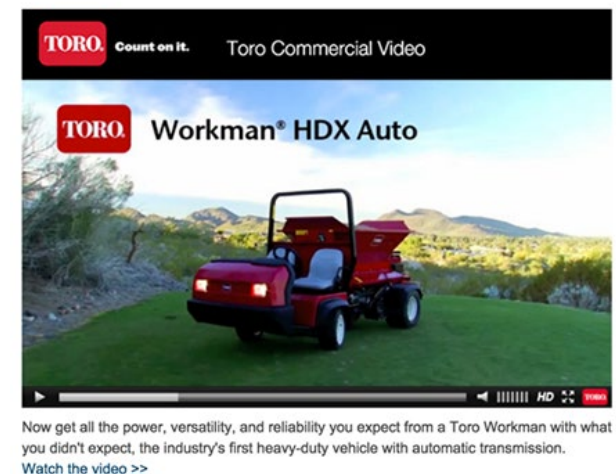 TORO. Count on it. Toro Commercial Video
TORO. Workman® HDX Auto
HD TORO
Now get all the power, versatility, and reliability you expect from a Toro Workman with what
you didn't expect, the industry's first heavy-duty vehicle with automatic transmission.
Watch the video >>